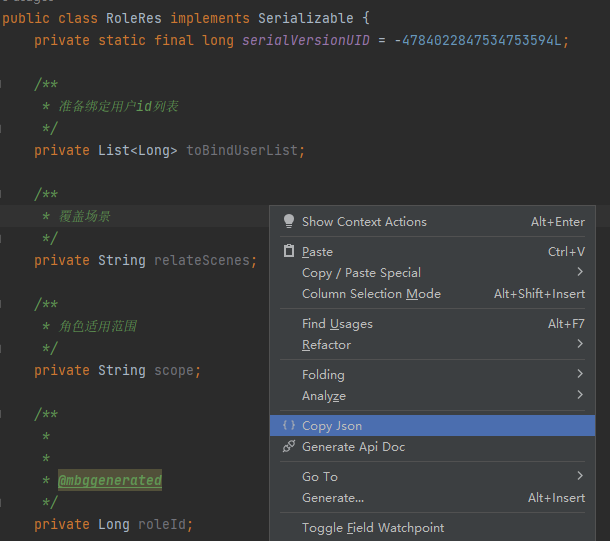 public class RoleRes implements Serializable {
private static final long serialVersionUID = -4784022847534753594L;
/**
* 准备绑定用户id列表
*/
private List<Long> toBindUserList;
/**
* 覆盖场景
*/
private String relateScenes;
/**
* 角色适用范围
*/
private String scope;
/**
*
*
* @mbggenerated
*/
private Long roleId;
Show Context Actions Alt+Enter
Paste Ctrl+V
Copy / Paste Special
Column Selection Mode Alt+Shift+Insert
Find Usages Alt+F7
Refactor
Folding
Analyze
Copy Json
Generate Api Doc
Go To
Generate... Alt+Insert
Toggle Field Watchpoint